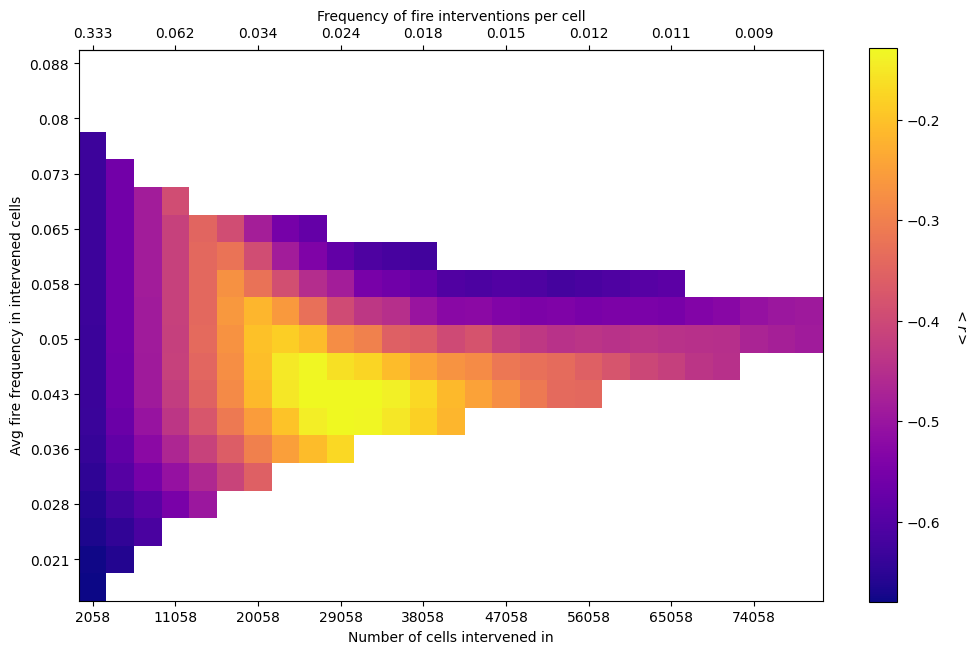 Frequency of fire interventions per cell
0.333 0.062 0.034 0.024 0.018 0.015 0.012 0.011 0.009
0.088
0.08
0.073
0.065
0.058
0.05
0.043
0.036
0.028
0.021
Avg fire frequency in intervened cells
2058 11058 20058 29058 38058 47058 56058 65058 74058
Number of cells intervened in
−0.2
−0.3
−0.4
−0.5
−0.6
< r >